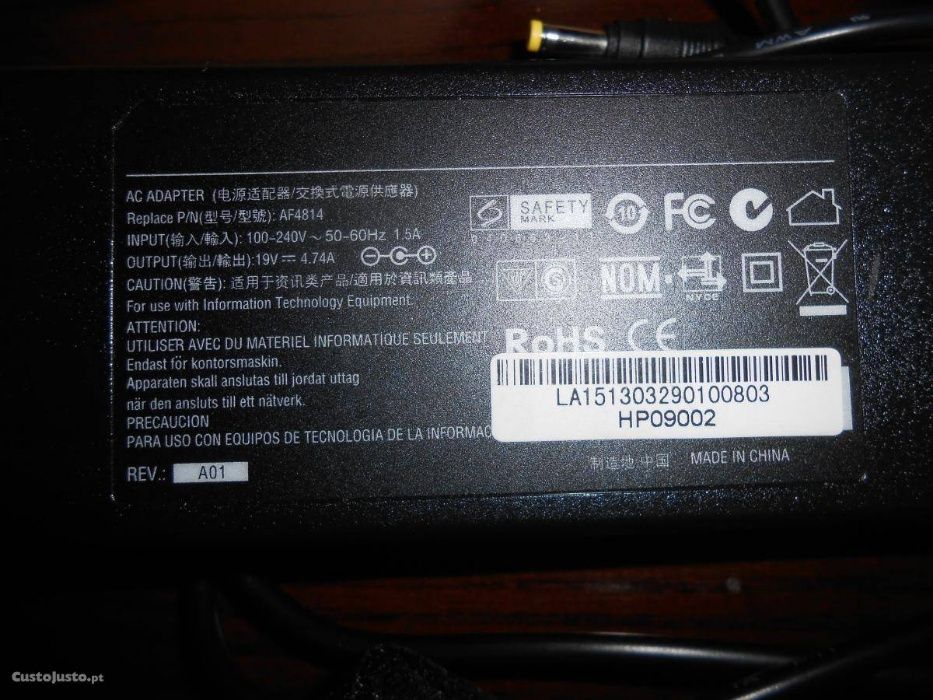 AWM
AC ADAPTER (电源适配器/交換式電源供應器)
Replace P/N(型号/型號): AF4814
INPUT(输入/輸入): 100-240V～ 50-60Hz 1.5A
OUTPUT(输出/輸出): 19V ⎓ 4.74A
CAUTION(警告): 适用于资讯类产品/適用於資訊類產品
For use with Information Technology Equipment.
ATTENTION:
UTILISER AVEC DU MATERIEL INFORMATIQUE SEULEMENT
Endast för kontorsmaskin.
Apparaten skall anslutas till jordat uttag
när den ansluts till ett nätverk.
PRECAUCION
PARA USO CON EQUIPOS DE TECNOLOGIA DE LA INFORMAC
REV.: A01
SAFETY
MARK
10
FC
NOM
NYCE
G
RoHS CE
LA151303290100803
HP09002
制造地 中国 MADE IN CHINA
CustoJusto.pt